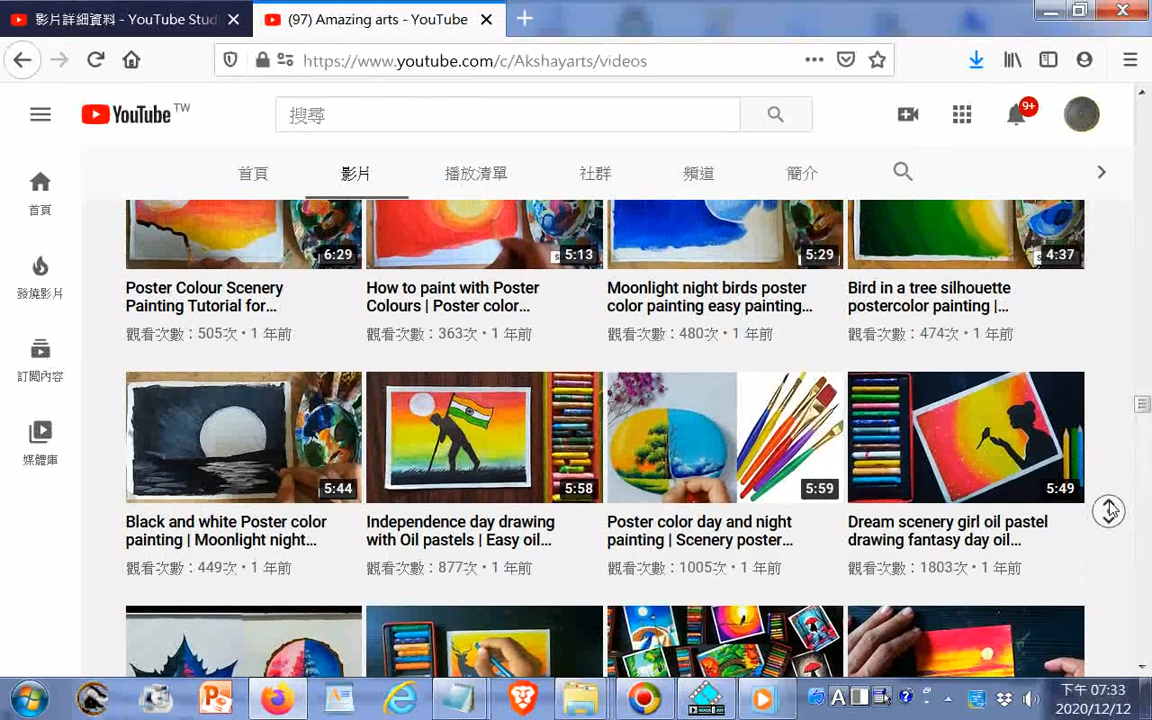 影片詳細資料 - YouTube Stud
(97) Amazing arts - YouTube
https://www.youtube.com/c/Akshayarts/videos
YouTube TW
搜尋
9+
首頁
影片
播放清單
社群
頻道
簡介
首頁
發燒影片
訂閱內容
媒體庫
6:29
5:13
5:29
4:37
Poster Colour Scenery
Painting Tutorial for...
觀看次數：505次 • 1 年前
How to paint with Poster
Colours | Poster color...
觀看次數：363次 • 1 年前
Moonlight night birds poster
color painting easy painting...
觀看次數：480次 • 1 年前
Bird in a tree silhouette
postercolor painting |...
觀看次數：474次 • 1 年前
5:44
5:58
5:59
5:49
Black and white Poster color
painting | Moonlight night...
觀看次數：449次 • 1 年前
Independence day drawing
with Oil pastels | Easy oil...
觀看次數：877次 • 1 年前
Poster color day and night
painting | Scenery poster...
觀看次數：1005次 • 1 年前
Dream scenery girl oil pastel
drawing fantasy day oil...
觀看次數：1803次 • 1 年前
下午 07:33
2020/12/12